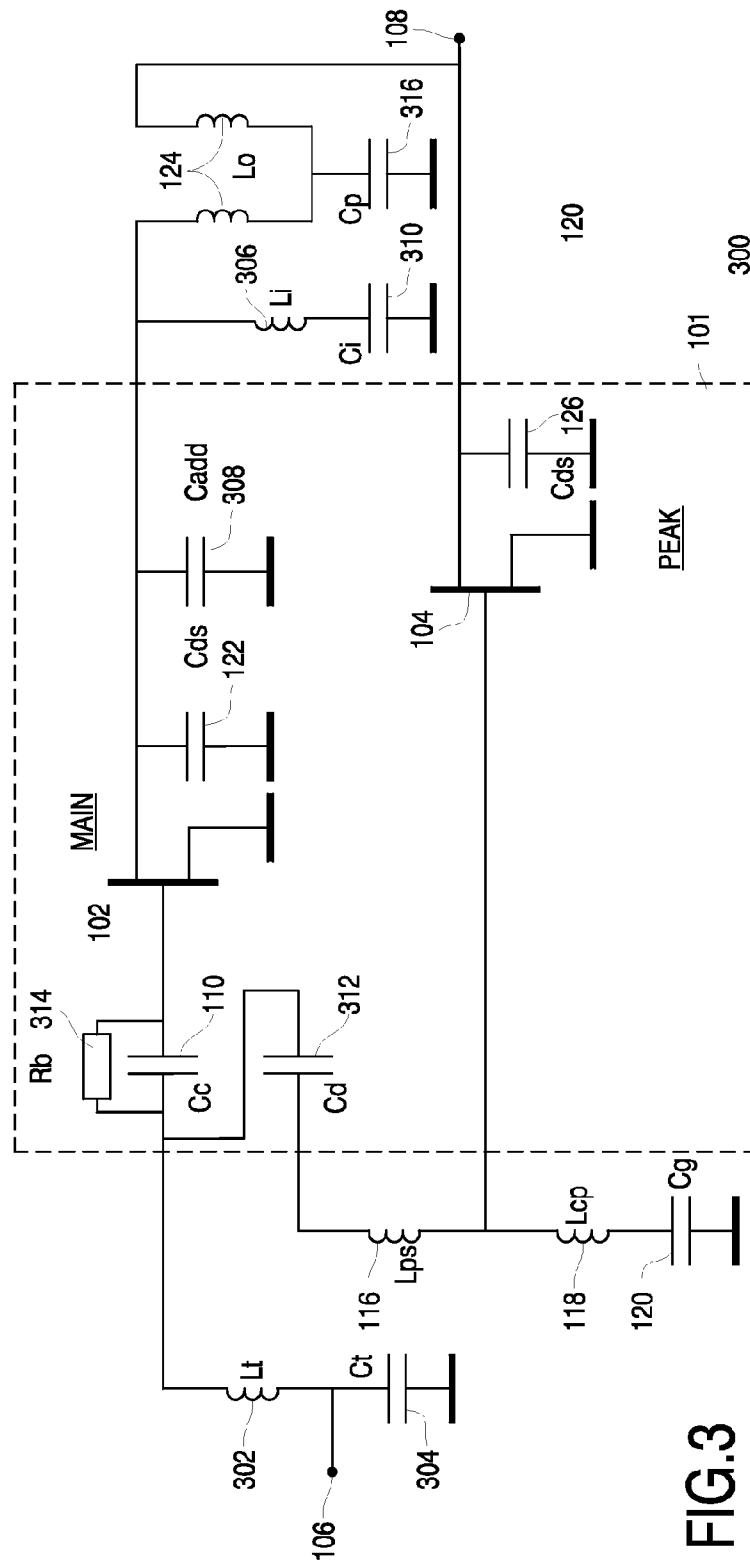 108
124
Lo
Cp
316
306
Li
Ci
310
120
300
101
Cadd
308
Cds
122
126
Cds
PEAK
104
MAIN
102
314
Rb
110
Cc
312
Cd
116
Lps
Lcp
118
Cg
120
Lt
302
Ct
304
106
FIG.3